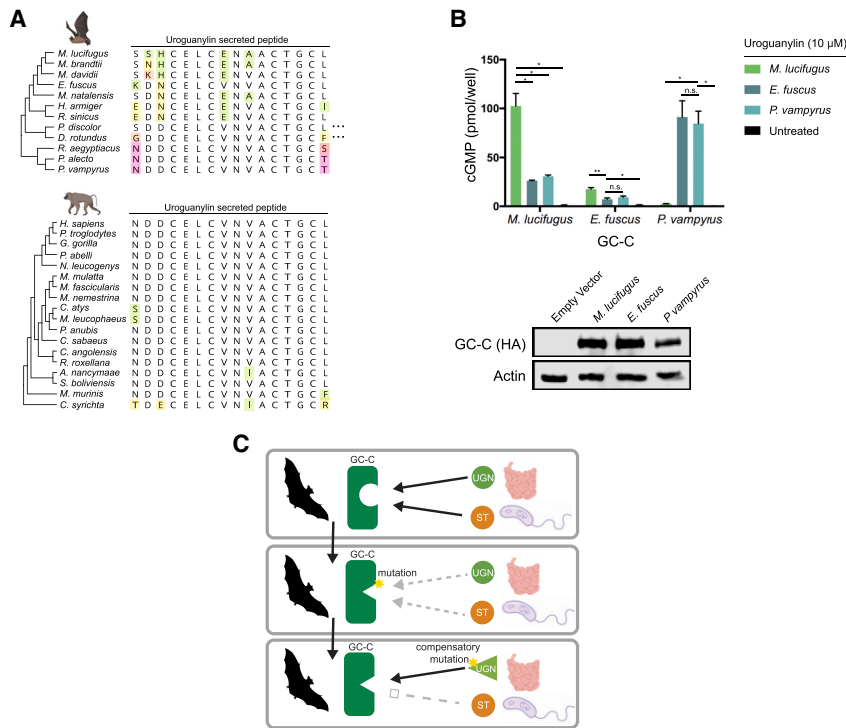 A
Uroguanylin secreted peptide
M. lucifugus S S H C E L C E N A A C T G C L
M. brandtii S N H C E L C E N A A C T G C L
M. davidii S K H C E L C E N A A C T G C L
E. fuscus K D N C E L C V N V A C T G C L
M. natalensis S D N C E L C E N A A C T G C L
H. armiger E D N C E L C E N V A C T G C I
R. sinicus E D N C E L C E N V A C T G C L
P. discolor S D D C E L C V N V A C T G C L ...
D. rotundus G D D C E L C V N V A C T G C F ...
R. aegyptiacus N D D C E L C V N V A C T G C S
P. alecto N D D C E L C V N V A C T G C T
P. vampyrus N D D C E L C V N V A C T G C T
Uroguanylin secreted peptide
H. sapiens N D D C E L C V N V A C T G C L
P. troglodytes N D D C E L C V N V A C T G C L
G. gorilla N D D C E L C V N V A C T G C L
P. abelli N D D C E L C V N V A C T G C L
N. leucogenys N D D C E L C V N V A C T G C L
M. mulatta N D D C E L C V N V A C T G C L
M. fascicularis N D D C E L C V N V A C T G C L
M. nemestrina N D D C E L C V N V A C T G C L
C. atys S D D C E L C V N V A C T G C L
M. leucophaeus S D D C E L C V N V A C T G C L
P. anubis N D D C E L C V N V A C T G C L
C. sabaeus N D D C E L C V N V A C T G C L
C. angolensis N D D C E L C V N V A C T G C L
R. roxellana N D D C E L C V N V A C T G C L
A. nancymaae N D D C E L C V N I A C T G C L
S. boliviensis N D D C E L C V N V A C T G C L
M. murinis N D D C E L C V N V A C T G C F
C. syrichta T D E C E L C V N I A C T G C R
B
cGMP (pmol/well)
150
100
50
0
* * * * ** n.s. * * n.s. *
M. lucifugus E. fuscus P. vampyrus
GC-C
Uroguanylin (10 μM)
M. lucifugus
E. fuscus
P. vampyrus
Untreated
Empty Vector M. lucifugus E. fuscus P vampyrus
GC-C (HA)
Actin
C
GC-C
UGN
ST
GC-C
mutation
UGN
ST
GC-C
compensatory
mutation
UGN
ST